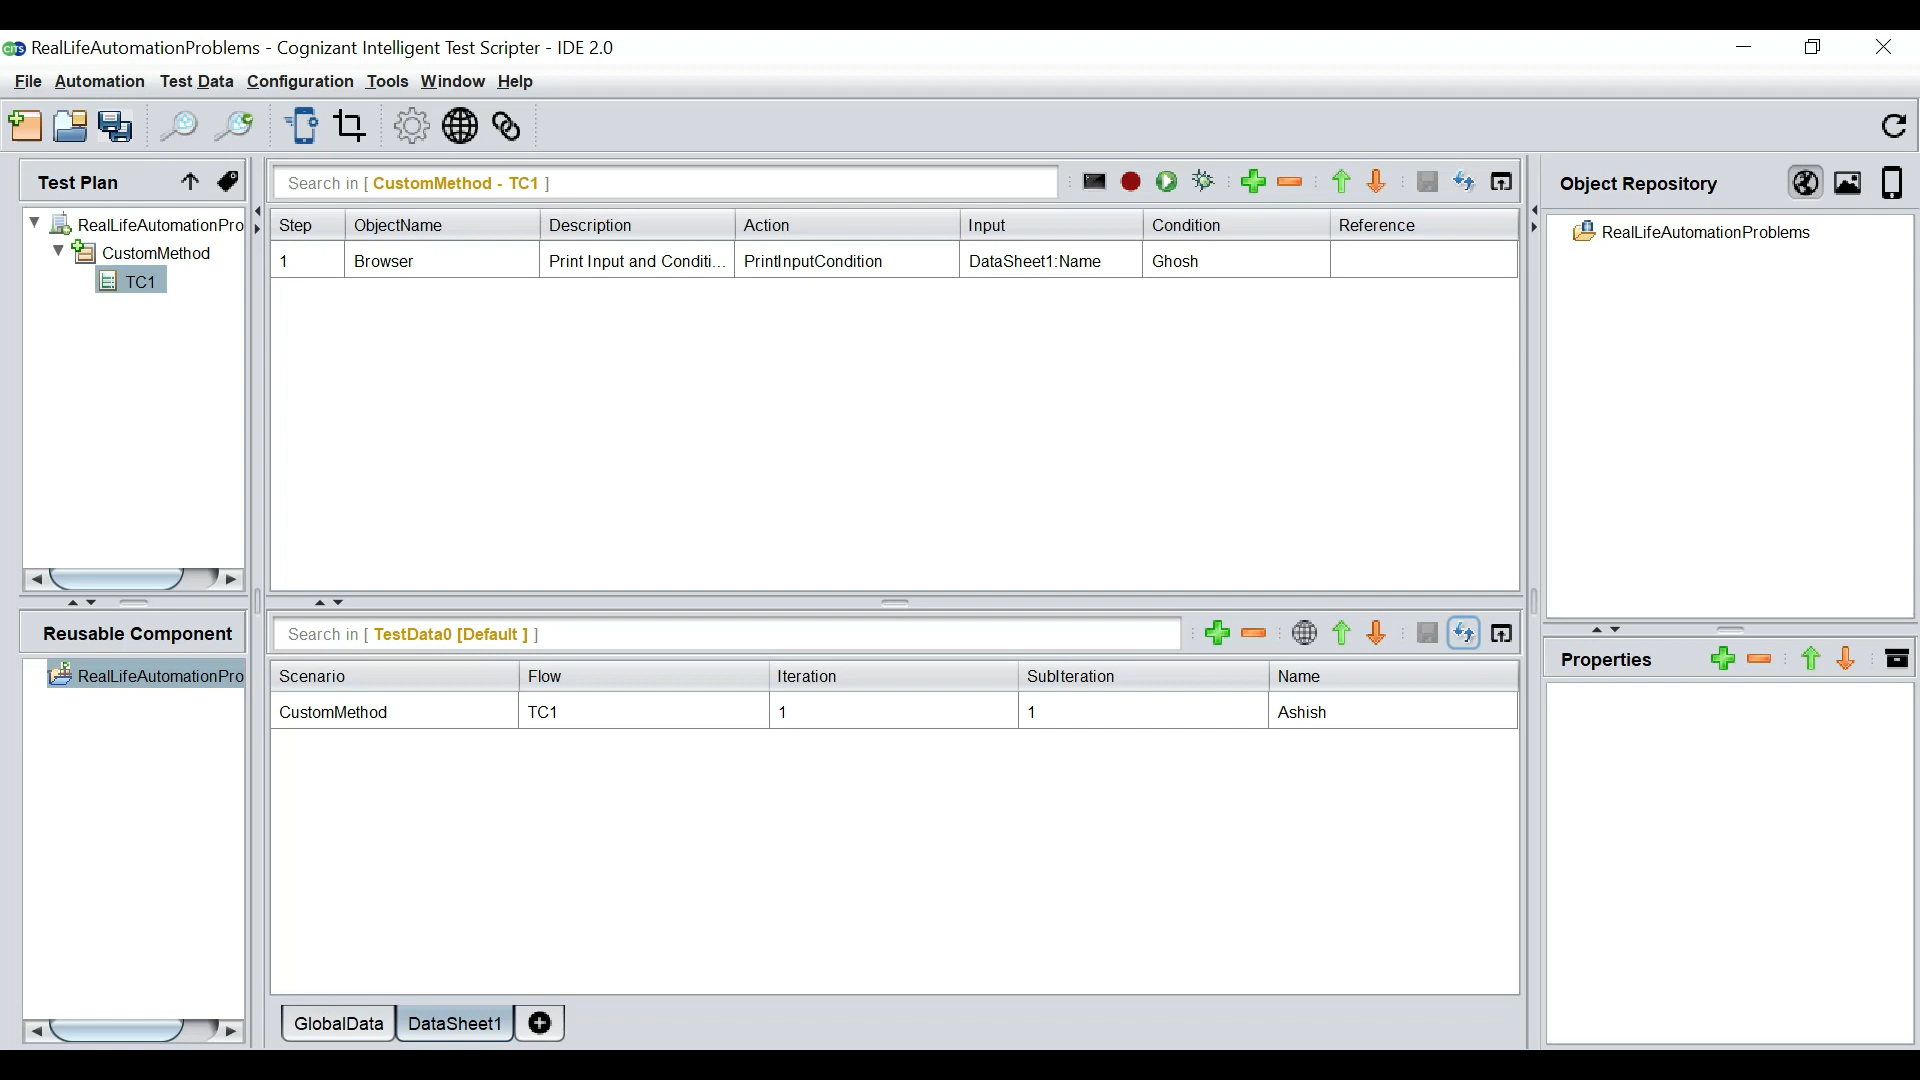 CITS RealLifeAutomationProblems - Cognizant Intelligent Test Scripter - IDE 2.0
File Automation Test Data Configuration Tools Window Help
Test Plan
Search in [ CustomMethod - TC1 ]
Object Repository
RealLifeAutomationPro
CustomMethod
TC1
Step ObjectName Description Action Input Condition Reference
1 Browser Print Input and Conditi... PrintInputCondition DataSheet1:Name Ghosh
RealLifeAutomationProblems
Reusable Component
Search in [ TestData0 [Default ] ]
Properties
RealLifeAutomationPro
Scenario Flow Iteration SubIteration Name
CustomMethod TC1 1 1 Ashish
GlobalData DataSheet1